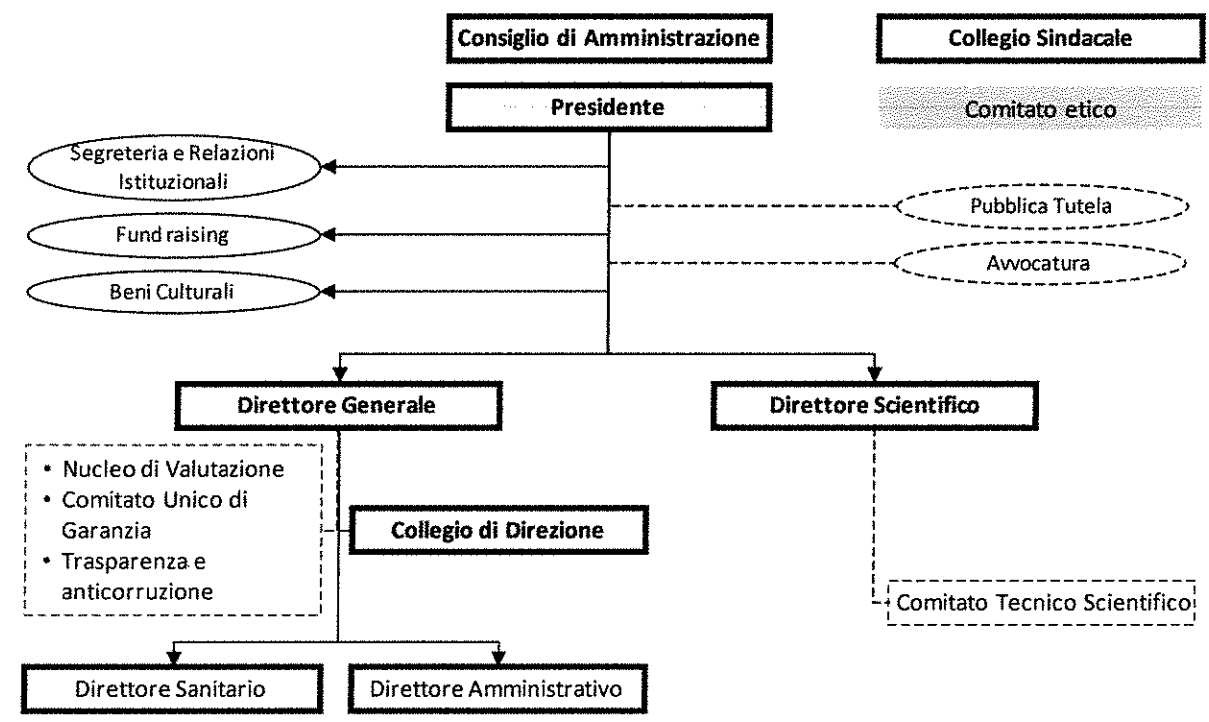 Consiglio di Amministrazione
Collegio Sindacale
Presidente
Comitato etico
Segreteria e Relazioni
Istituzionali
Pubblica Tutela
Fund raising
Avvocatura
Beni Culturali
Direttore Generale
Direttore Scientifico
• Nucleo di Valutazione
• Comitato Unico di
Garanzia
• Trasparenza e
anticorruzione
Collegio di Direzione
Comitato Tecnico Scientifico
Direttore Sanitario
Direttore Amministrativo